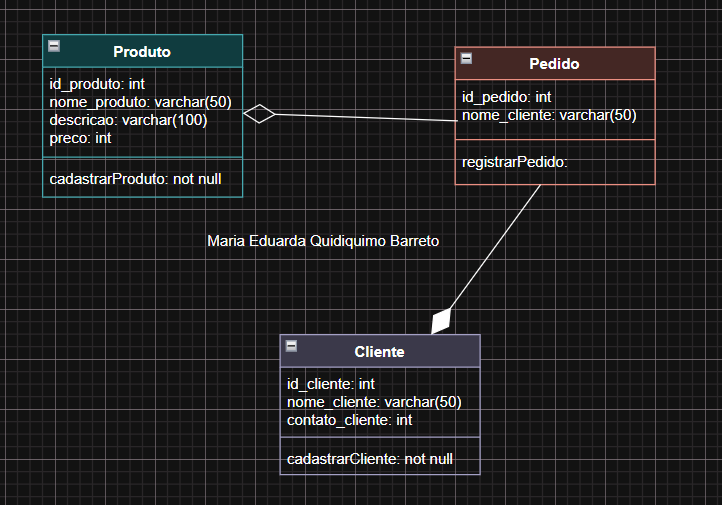 Produto
id_produto: int
nome_produto: varchar(50)
descricao: varchar(100)
preco: int
cadastrarProduto: not null
Pedido
id_pedido: int
nome_cliente: varchar(50)
registrarPedido:
Maria Eduarda Quidiquimo Barreto
Cliente
id_cliente: int
nome_cliente: varchar(50)
contato_cliente: int
cadastrarCliente: not null